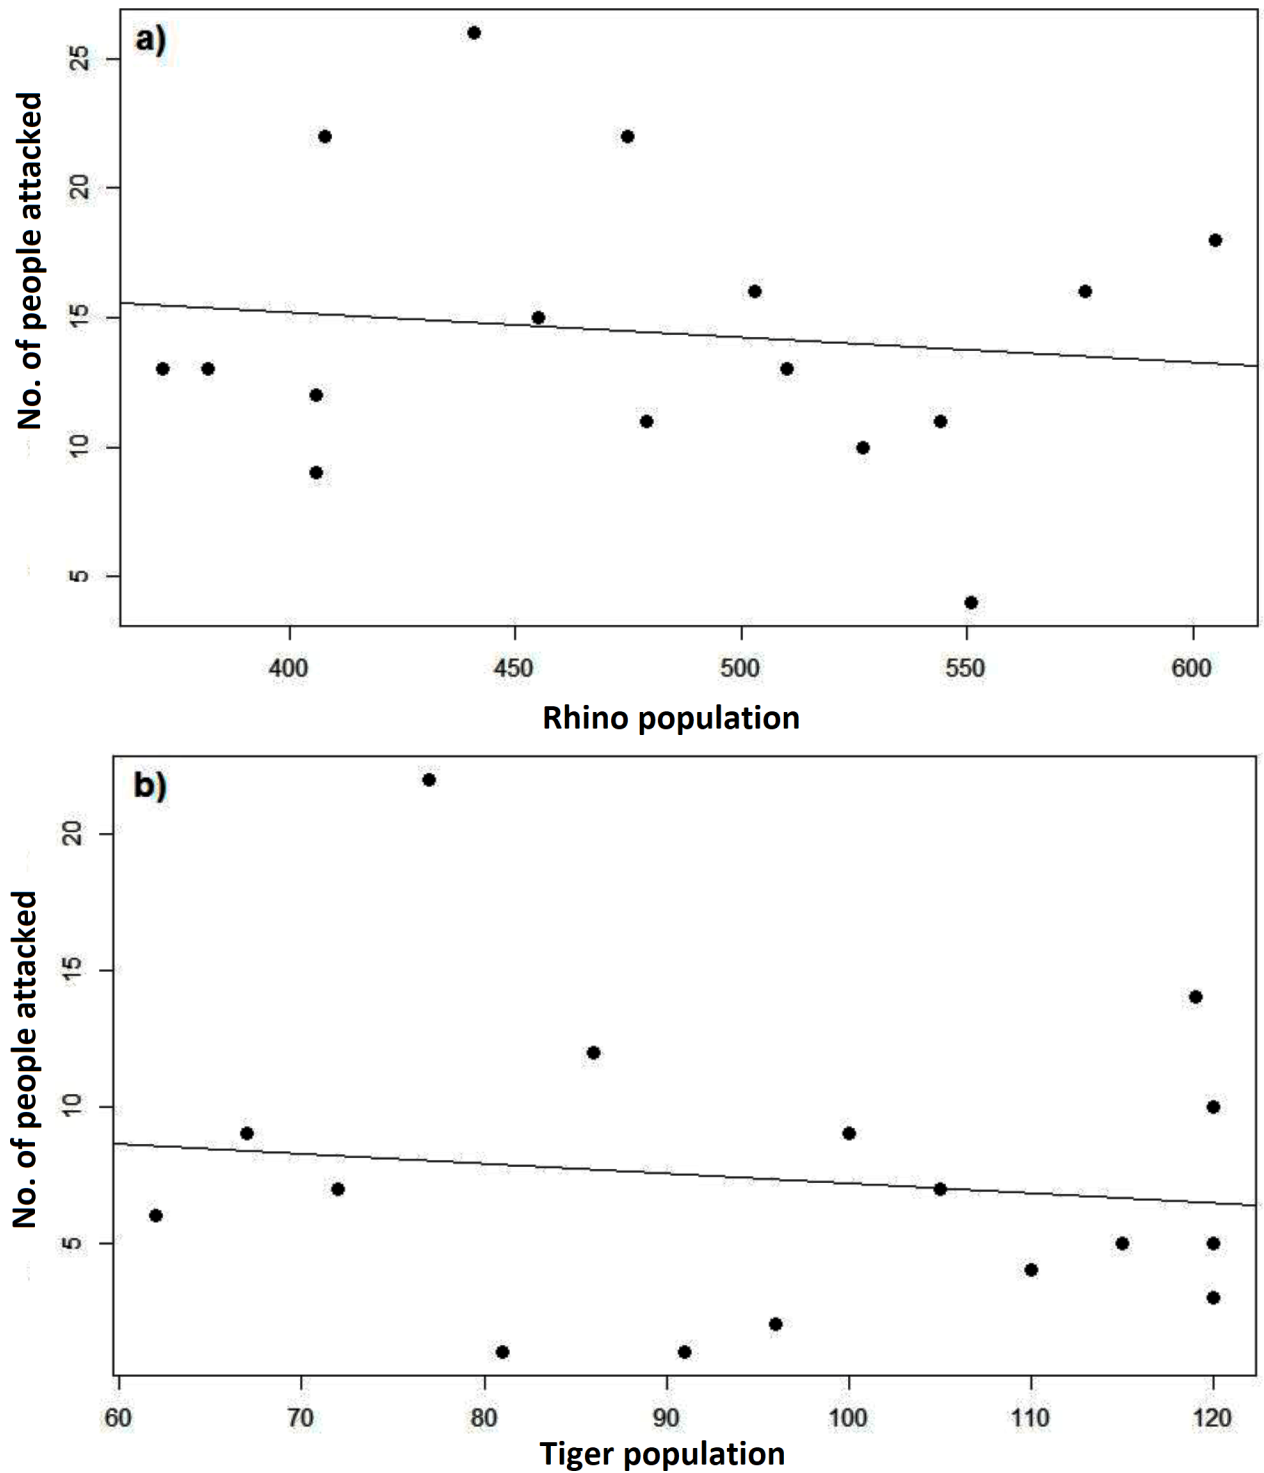 a)
No. of people attacked
25
20
15
10
5
400 450 500 550 600
Rhino population
b)
No. of people attacked
20
15
10
5
60 70 80 90 100 110 120
Tiger population